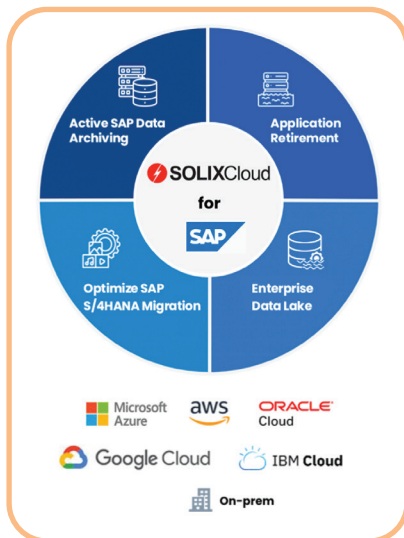 Active SAP Data
Archiving
Application
Retirement
SOLIXCloud
for
SAP
Optimize SAP
S/4HANA Migration
Enterprise
Data Lake
Microsoft
Azure
aws
ORACLE
Cloud
Google Cloud
IBM Cloud
On-prem